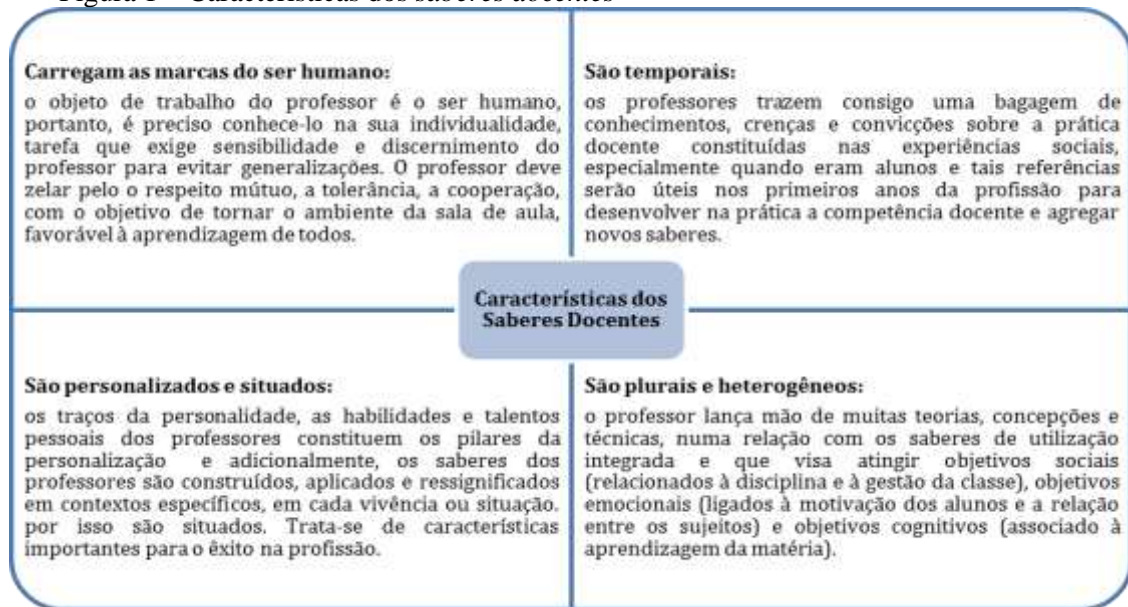 Figura 1 – Características dos saberes docentes
Carregam as marcas do ser humano:
o objeto de trabalho do professor é o ser humano,
portanto, é preciso conhece-lo na sua individualidade,
tarefa que exige sensibilidade e discernimento do
professor para evitar generalizações. O professor deve
zelar pelo o respeito mútuo, a tolerância, a cooperação,
com o objetivo de tornar o ambiente da sala de aula,
favorável à aprendizagem de todos.
São temporais:
os professores trazem consigo uma bagagem de
conhecimentos, crenças e convicções sobre a prática
docente constituídas nas experiências sociais,
especialmente quando eram alunos e tais referências
serão úteis nos primeiros anos da profissão para
desenvolver na prática a competência docente e agregar
novos saberes.
Características dos
Saberes Docentes
São personalizados e situados:
os traços da personalidade, as habilidades e talentos
pessoais dos professores constituem os pilares da
personalização e adicionalmente, os saberes dos
professores são construídos, aplicados e ressignificados
em contextos específicos, em cada vivência ou situação.
por isso são situados. Trata-se de características
importantes para o êxito na profissão.
São plurais e heterogêneos:
o professor lança mão de muitas teorias, concepções e
técnicas, numa relação com os saberes de utilização
integrada e que visa atingir objetivos sociais
(relacionados à disciplina e à gestão da classe), objetivos
emocionais (ligados à motivação dos alunos e a relação
entre os sujeitos) e objetivos cognitivos (associado à
aprendizagem da matéria).